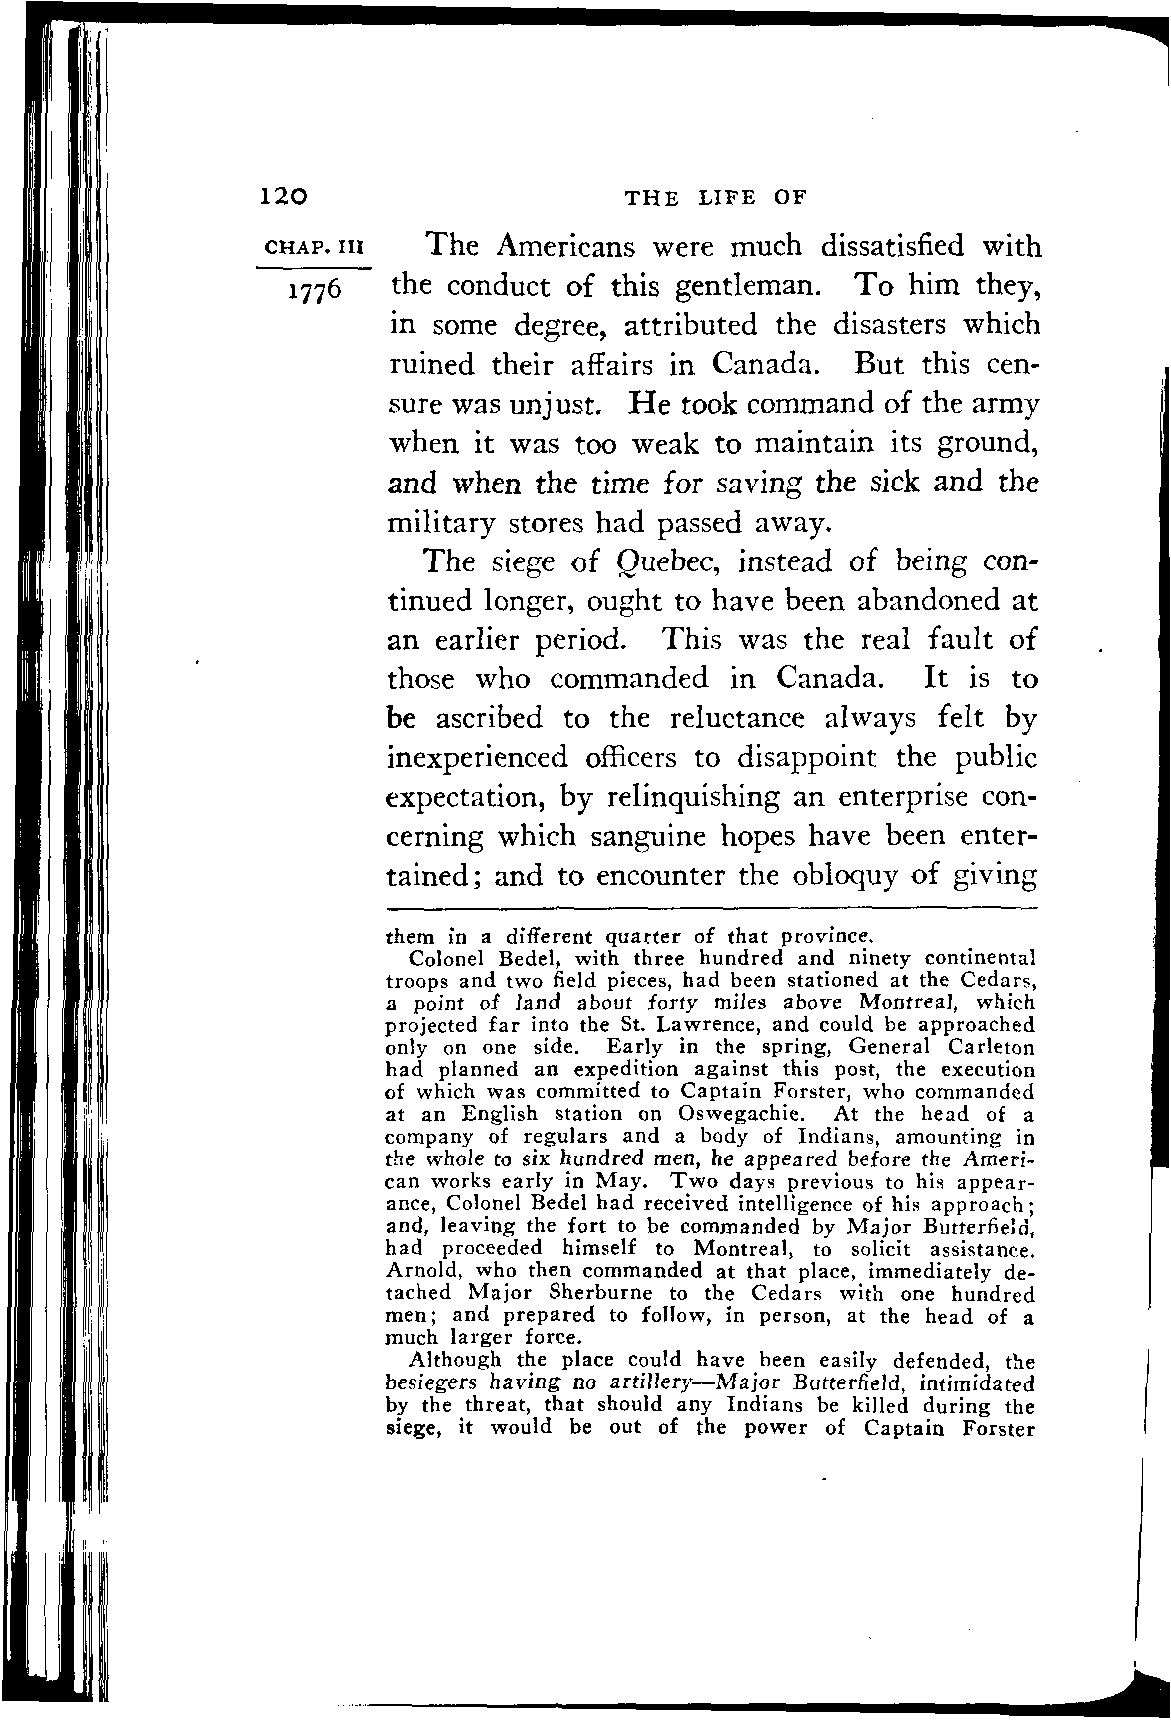 120 THE LIFE OF
CHAP. III The Americans were much dissatisfied with
1776 the conduct of this gentleman. To him they,
in some degree, attributed the disasters which
ruined their affairs in Canada. But this cen-
sure was unjust. He took command of the army
when it was too weak to maintain its ground,
and when the time for saving the sick and the
military stores had passed away.
The siege of Quebec, instead of being con-
tinued longer, ought to have been abandoned at
an earlier period. This was the real fault of
those who commanded in Canada. It is to
be ascribed to the reluctance always felt by
inexperienced officers to disappoint the public
expectation, by relinquishing an enterprise con-
cerning which sanguine hopes have been enter-
tained; and to encounter the obloquy of giving
them in a different quarter of that province.
Colonel Bedel, with three hundred and ninety continental
troops and two field pieces, had been stationed at the Cedars,
a point of land about forty miles above Montreal, which
projected far into the St. Lawrence, and could be approached
only on one side. Early in the spring, General Carleton
had planned an expedition against this post, the execution
of which was committed to Captain Forster, who commanded
at an English station on Oswegachie. At the head of a
company of regulars and a body of Indians, amounting in
the whole to six hundred men, he appeared before the Ameri-
can works early in May. Two days previous to his appear-
ance, Colonel Bedel had received intelligence of his approach;
and, leaving the fort to be commanded by Major Butterfield,
had proceeded himself to Montreal, to solicit assistance.
Arnold, who then commanded at that place, immediately de-
tached Major Sherburne to the Cedars with one hundred
men; and prepared to follow, in person, at the head of a
much larger force.
Although the place could have been easily defended, the
besiegers having no artillery—Major Butterfield, intimidated
by the threat, that should any Indians be killed during the
siege, it would be out of the power of Captain Forster